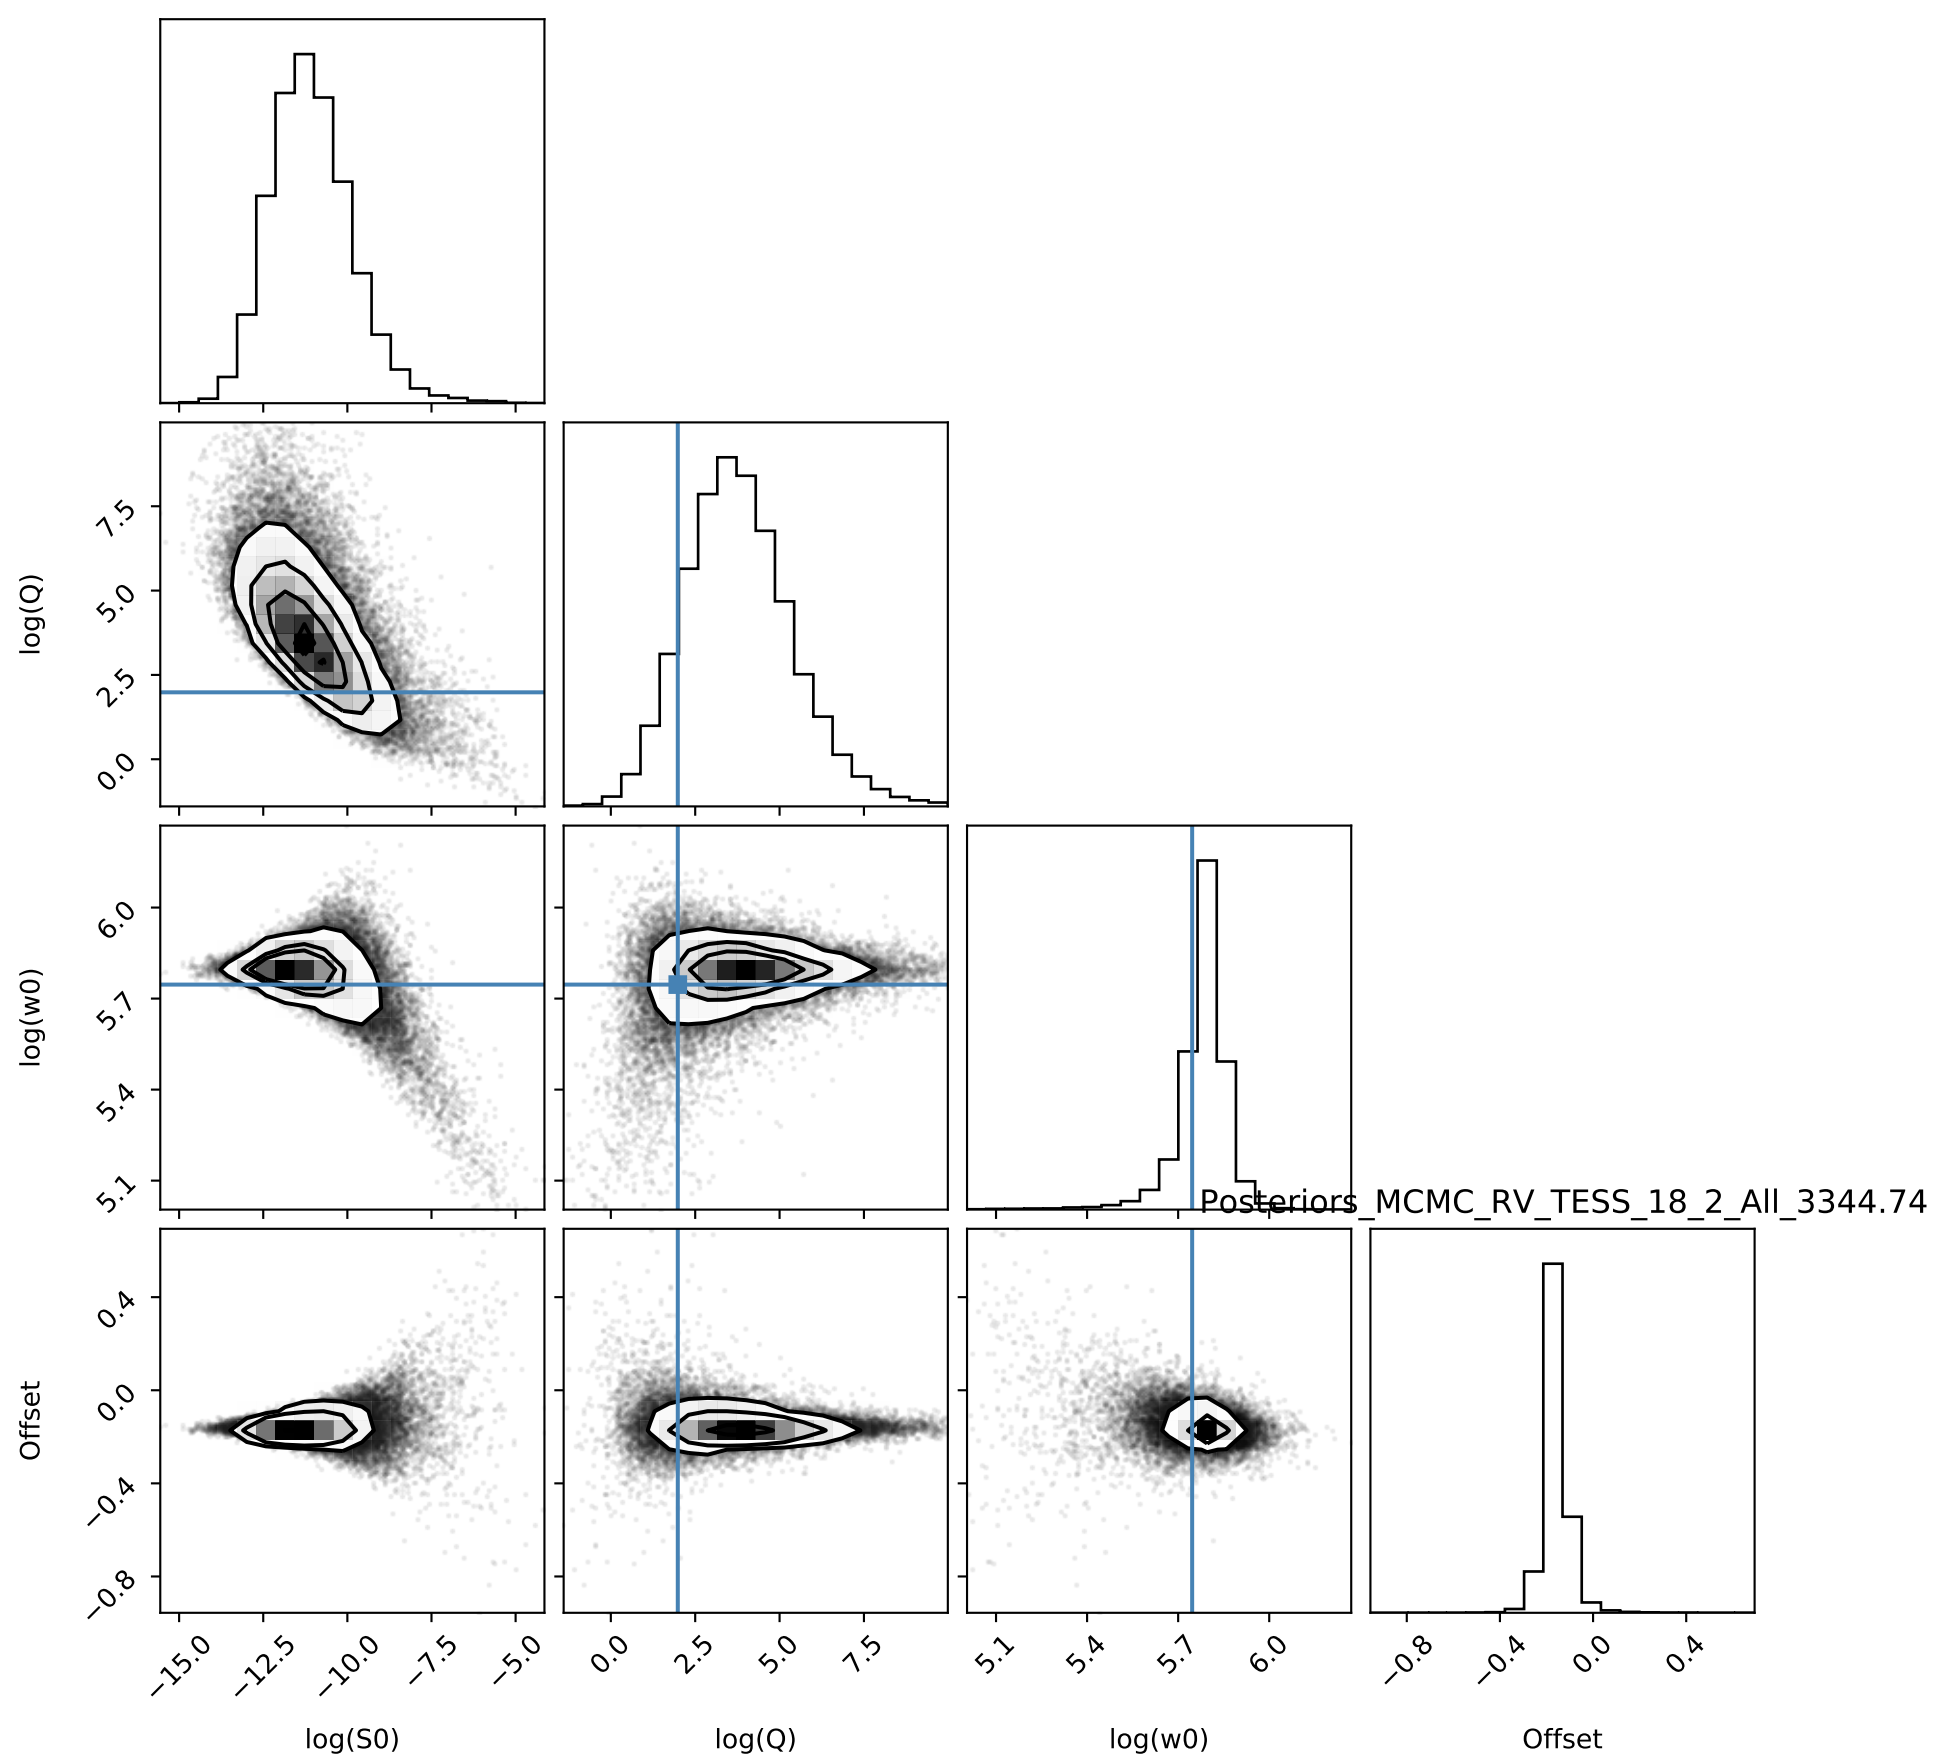 log(Q)
7.5
5.0
2.5
0.0
log(w0)
6.0
5.7
5.4
5.1
Posteriors_MCMC_RV_TESS_18_2_All_3344.74
Offset
0.4
0.0
−0.4
−0.8
−15.0 −12.5 −10.0 −7.5 −5.0 0.0 2.5 5.0 7.5 5.1 5.4 5.7 6.0 −0.8 −0.4 0.0 0.4
log(S0) log(Q) log(w0) Offset